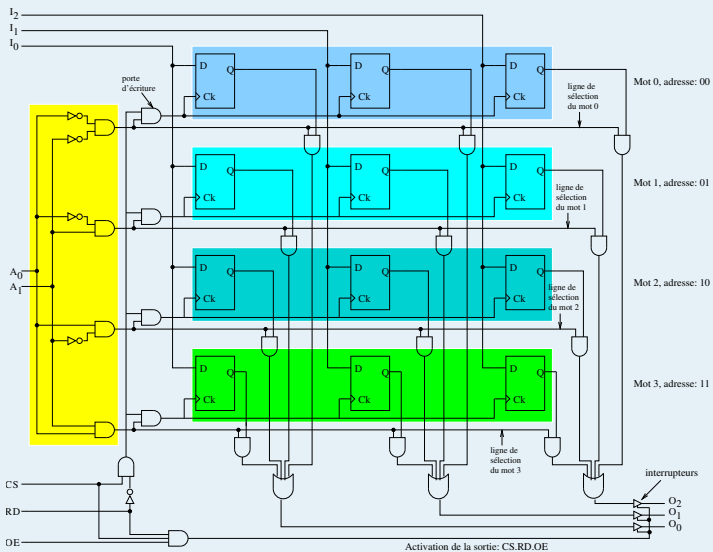 I2
I1
I0
porte
d'écriture
D
Q
Ck
D
Q
Ck
D
Q
Ck
ligne de
sélection
du mot 0
Mot 0, adresse: 00
D
Q
Ck
D
Q
Ck
D
Q
Ck
ligne de
sélection
du mot 1
Mot 1, adresse: 01
A0
A1
D
Q
Ck
D
Q
Ck
D
Q
Ck
ligne de
sélection
du mot 2
Mot 2, adresse: 10
D
Q
Ck
D
Q
Ck
D
Q
Ck
Mot 3, adresse: 11
ligne de
sélection
du mot 3
CS
RD
OE
interrupteurs
O2
O1
O0
Activation de la sortie: CS.RD.OE